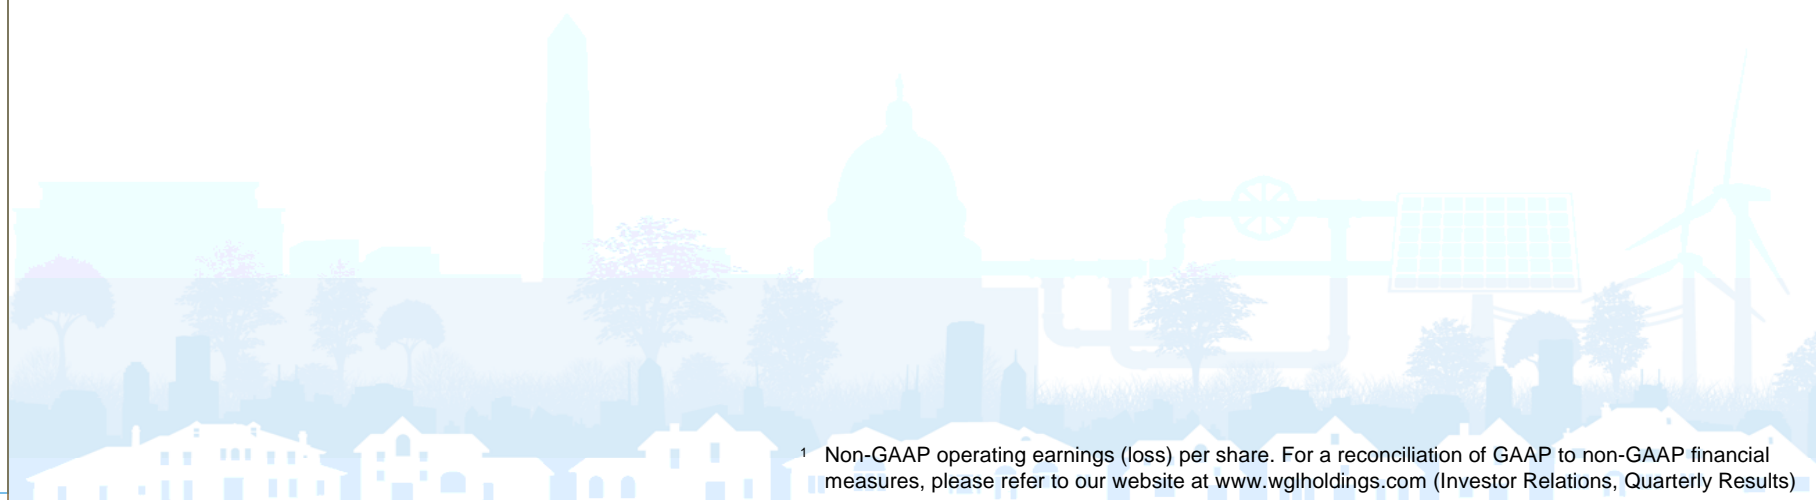 1 Non-GAAP operating earnings (loss) per share. For a reconciliation of GAAP to non-GAAP financial
measures, please refer to our website at www.wglholdings.com (Investor Relations, Quarterly Results)